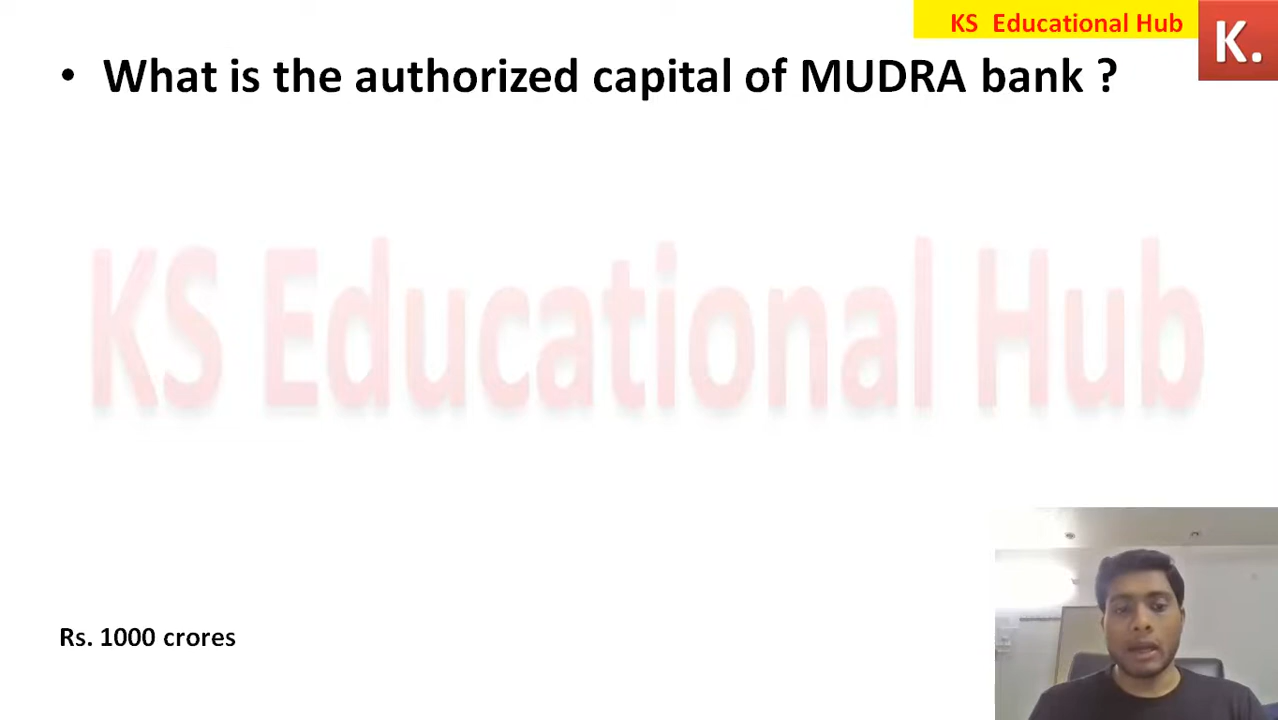 KS Educational Hub
K.
• What is the authorized capital of MUDRA bank ?
KS Educational Hub
Rs. 1000 crores